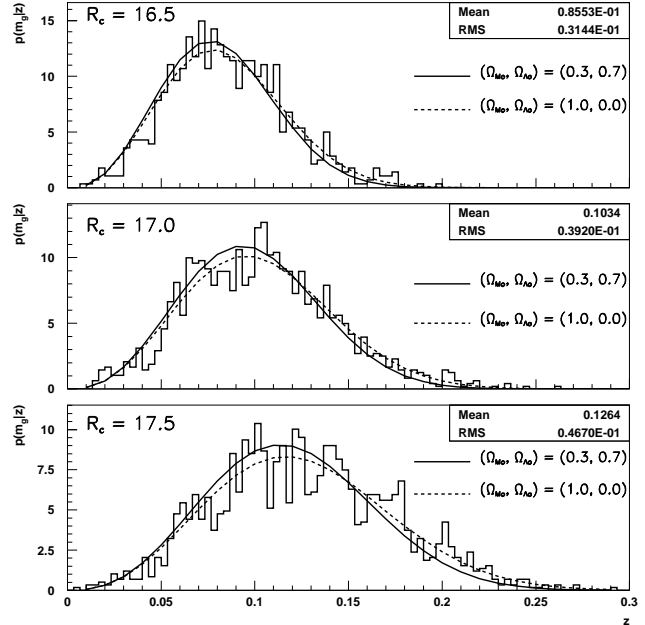 p(m_g|z)
R_c = 16.5
Mean 0.8553E-01
RMS 0.3144E-01
(Ω_Mo, Ω_Λo) = (0.3, 0.7)
(Ω_Mo, Ω_Λo) = (1.0, 0.0)
15
10
5
0
p(m_g|z)
R_c = 17.0
Mean 0.1034
RMS 0.3920E-01
(Ω_Mo, Ω_Λo) = (0.3, 0.7)
(Ω_Mo, Ω_Λo) = (1.0, 0.0)
10
5
0
p(m_g|z)
R_c = 17.5
Mean 0.1264
RMS 0.4670E-01
(Ω_Mo, Ω_Λo) = (0.3, 0.7)
(Ω_Mo, Ω_Λo) = (1.0, 0.0)
10
7.5
5
2.5
0
0 0.05 0.1 0.15 0.2 0.25 0.3
z